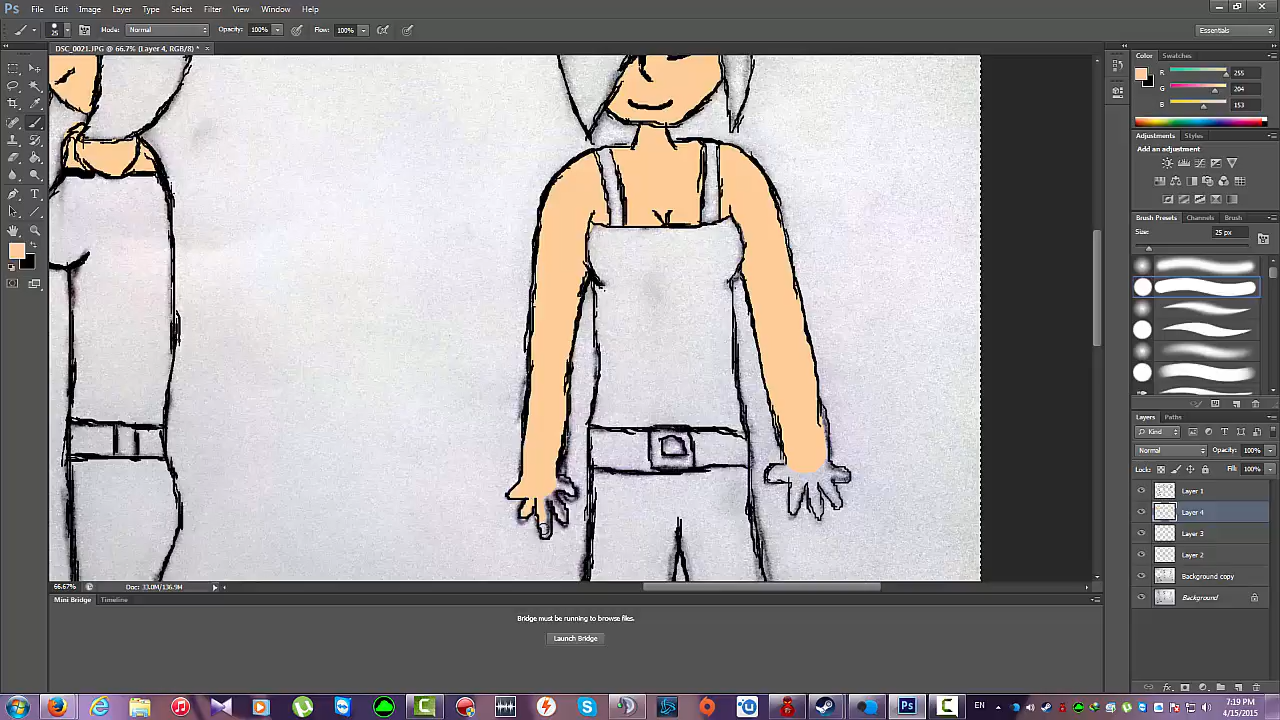 Ps File Edit Image Layer Type Select Filter View Window Help
25 Mode: Normal Opacity: 100% Flow: 100% Essentials
DSC_0021.JPG @ 66.7% (Layer 4, RGB/8) * ×
Color Swatches
R 255
G 204
B 153
Adjustments Styles
Add an adjustment
Brush Presets Channels Brush
Size: 25 px
Layers Paths
Kind
Normal Opacity: 100%
Lock: Fill: 100%
Layer 1
Layer 4
Layer 3
Layer 2
Background copy
Background
66.67% Doc: 33.0M/136.9M
Mini Bridge Timeline
Bridge must be running to browse files.
Launch Bridge
EN 7:19 PM
4/15/2015